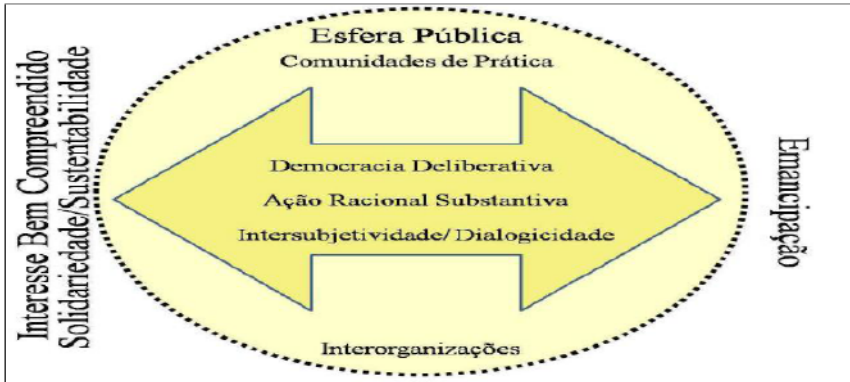 Interesse Bem Compreendido
Solidariedade/Sustentabilidade
Esfera Pública
Comunidades de Prática
Democracia Deliberativa
Ação Racional Substantiva
Intersubjetividade/ Dialogicidade
Interorganizações
Emancipação